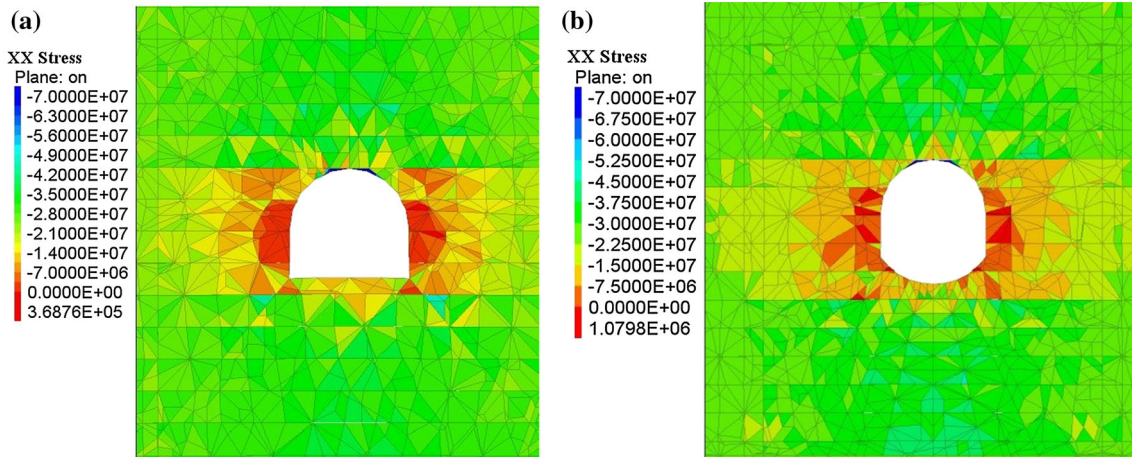 (a)
XX Stress
Plane: on
-7.0000E+07
-6.3000E+07
-5.6000E+07
-4.9000E+07
-4.2000E+07
-3.5000E+07
-2.8000E+07
-2.1000E+07
-1.4000E+07
-7.0000E+06
0.0000E+00
3.6876E+05
(b)
XX Stress
Plane: on
-7.0000E+07
-6.7500E+07
-6.0000E+07
-5.2500E+07
-4.5000E+07
-3.7500E+07
-3.0000E+07
-2.2500E+07
-1.5000E+07
-7.5000E+06
0.0000E+00
1.0798E+06